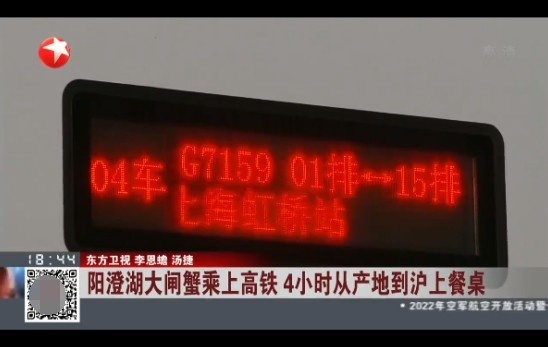 G7159 01排↔15排
04车
上海虹桥站
18:44
东方卫视 李恩蟾 汤捷
阳澄湖大闸蟹乘上高铁 4小时从产地到沪上餐桌
·2022年空军航空开放活动暨